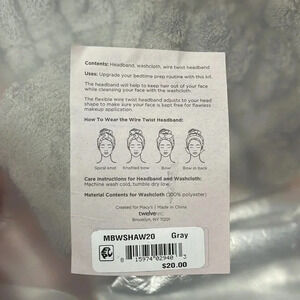 Contents: Headband, washcloth, wire twist headband
Uses: Upgrade your bedtime prep routine with this kit.
The headband will help to keep hair out of your face
while cleansing your face with the washcloth.
The flexible wire twist headband adjusts to your head
shape to make sure your face is kept free for flawless
makeup application.
How To Wear the Wire Twist Headband:
Spiral knot
Knotted bow
Bow
Bow in back
Care Instructions for Headband and Washcloth:
Machine wash cold, tumble dry low.
Material Contents for Washcloth (100% polyester)
Created for Macy's | Made in China
twelve
Brooklyn, NY 11201
MBWSHAW20 Gray
8 15974 02940 3
$20.00